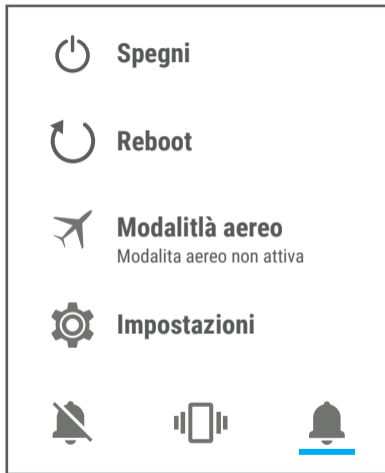 Spegni
Reboot
Modalitlà aereo
Modalita aereo non attiva
Impostazioni